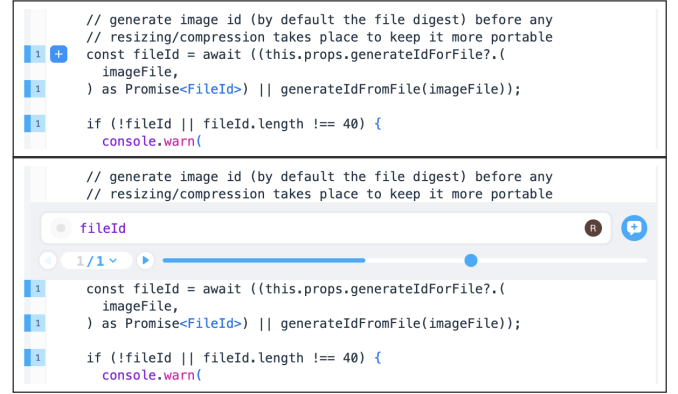 // generate image id (by default the file digest) before any
// resizing/compression takes place to keep it more portable
1 + const fileId = await ((this.props.generateIdForFile?.(
imageFile,
1 ) as Promise<FileId>) || generateIdFromFile(imageFile));
1 if (!fileId || fileId.length !== 40) {
console.warn(
// generate image id (by default the file digest) before any
// resizing/compression takes place to keep it more portable
fileId R
1/1
1 const fileId = await ((this.props.generateIdForFile?.(
imageFile,
1 ) as Promise<FileId>) || generateIdFromFile(imageFile));
1 if (!fileId || fileId.length !== 40) {
console.warn(